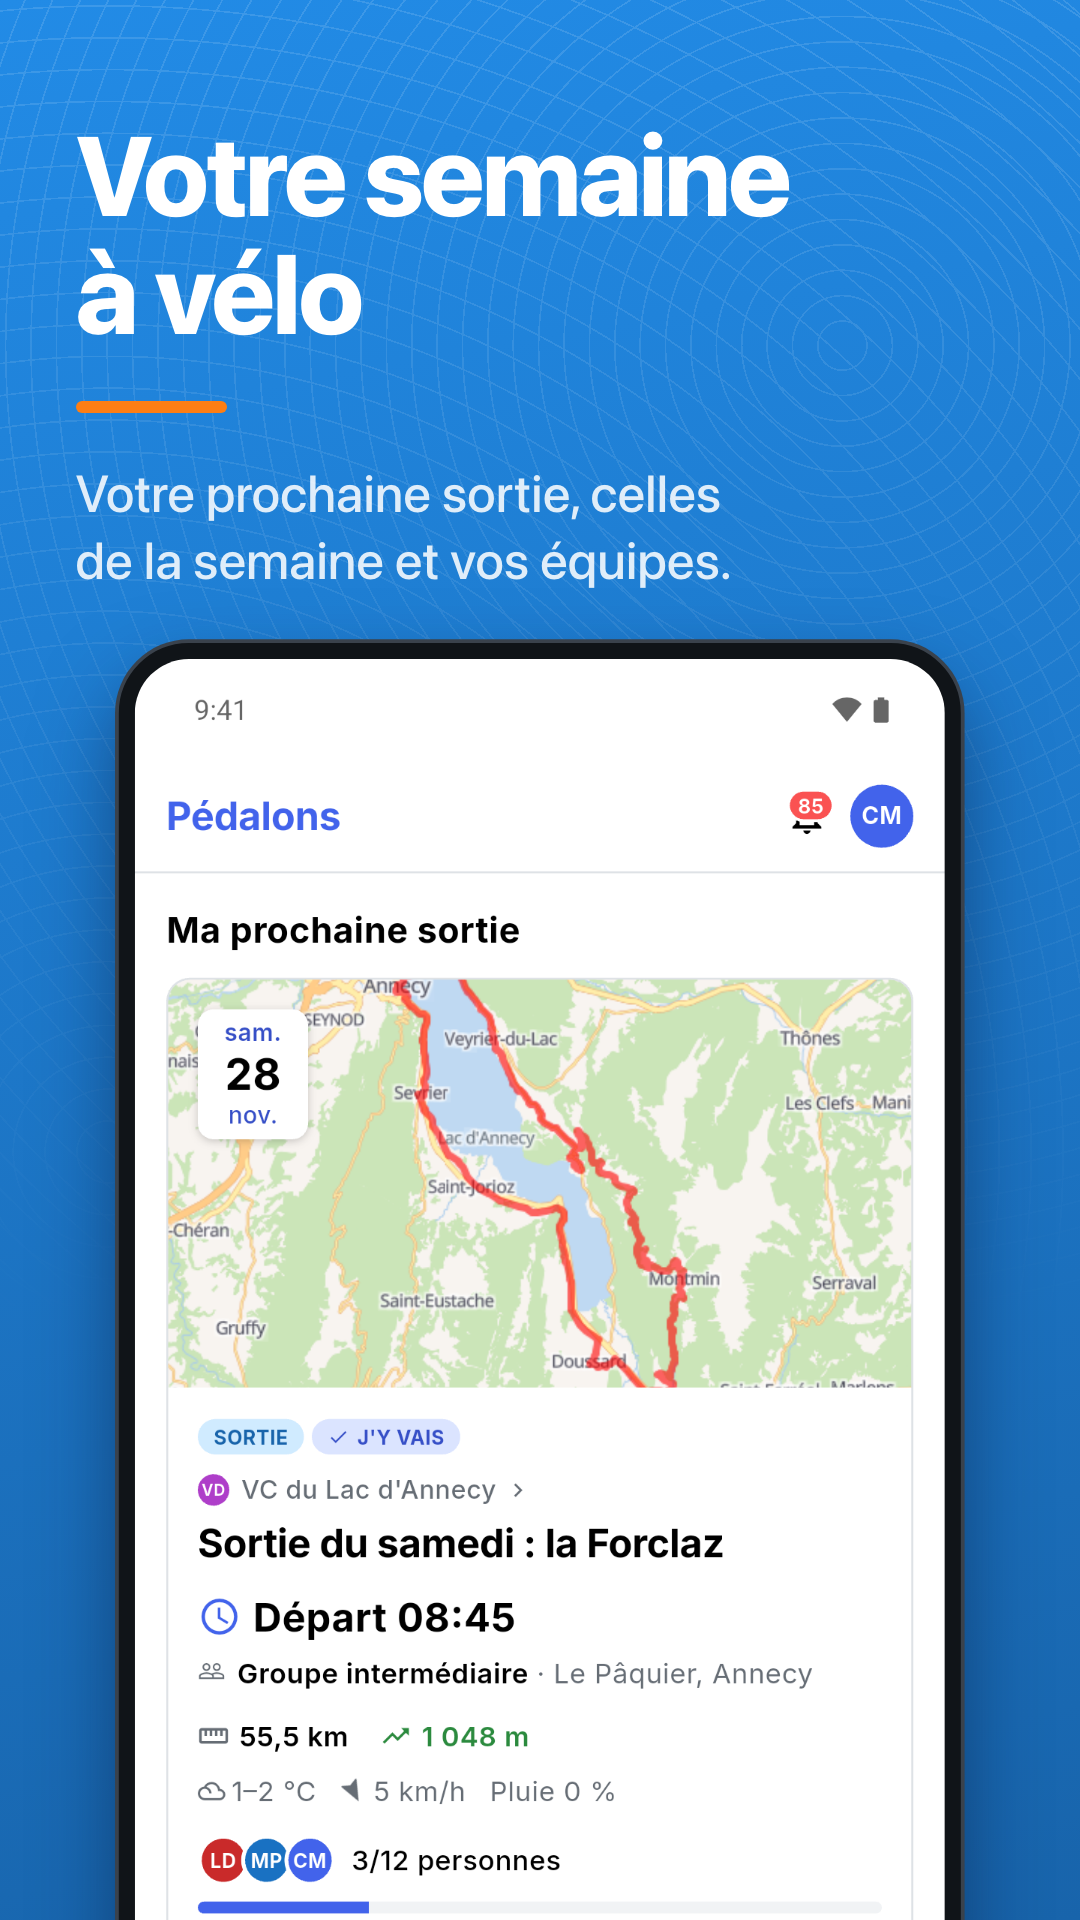 Votre semaine
à vélo
Votre prochaine sortie, celles
de la semaine et vos équipes.
9:41
Pédalons
85
CM
Ma prochaine sortie
Annecy
SEYNOD
sam.
28
nov.
Veyrier-du-Lac
Thônes
nais
Sevrier
Les Clefs
Mani
Lac d'Annecy
Saint-Jorioz
-Chéran
Montmin
Serraval
Saint-Eustache
Gruffy
Doussard
SORTIE
J'Y VAIS
VD VC du Lac d'Annecy
Sortie du samedi : la Forclaz
Départ 08:45
Groupe intermédiaire · Le Pâquier, Annecy
55,5 km 1 048 m
1–2 °C 5 km/h Pluie 0 %
LD MP CM 3/12 personnes